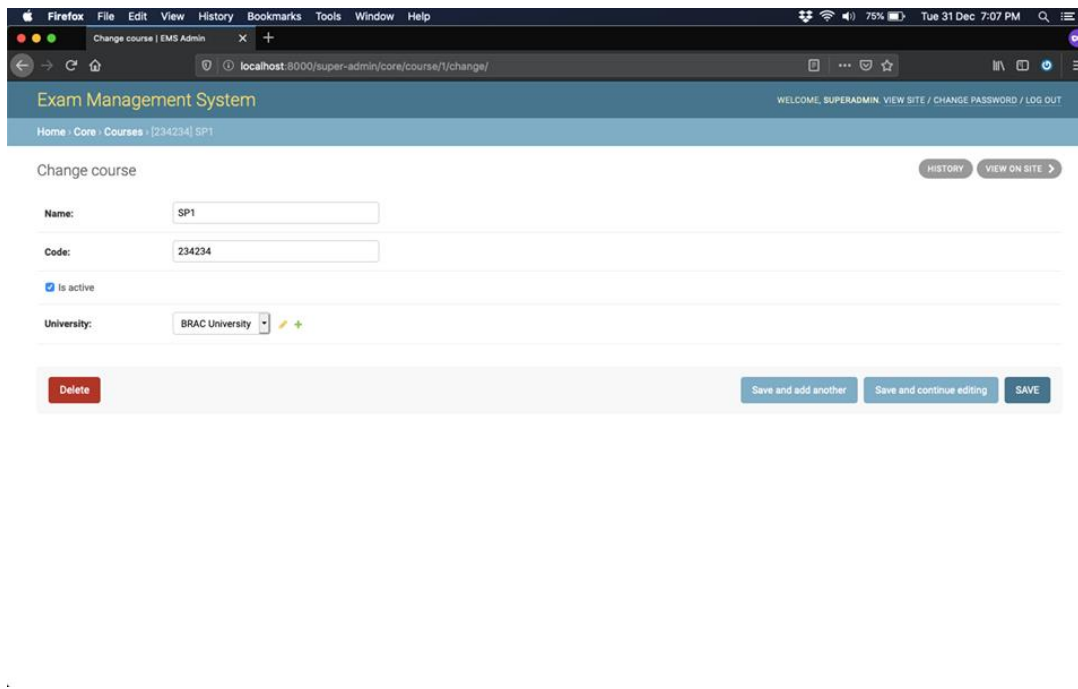 Firefox File Edit View History Bookmarks Tools Window Help 75% Tue 31 Dec 7:07 PM
Change course | EMS Admin
localhost:8000/super-admin/core/course/1/change/
Exam Management System WELCOME, SUPERADMIN. VIEW SITE / CHANGE PASSWORD / LOG OUT
Home › Core › Courses › [234234] SP1
Change course HISTORY VIEW ON SITE
Name: SP1
Code: 234234
Is active
University: BRAC University
Delete Save and add another Save and continue editing SAVE